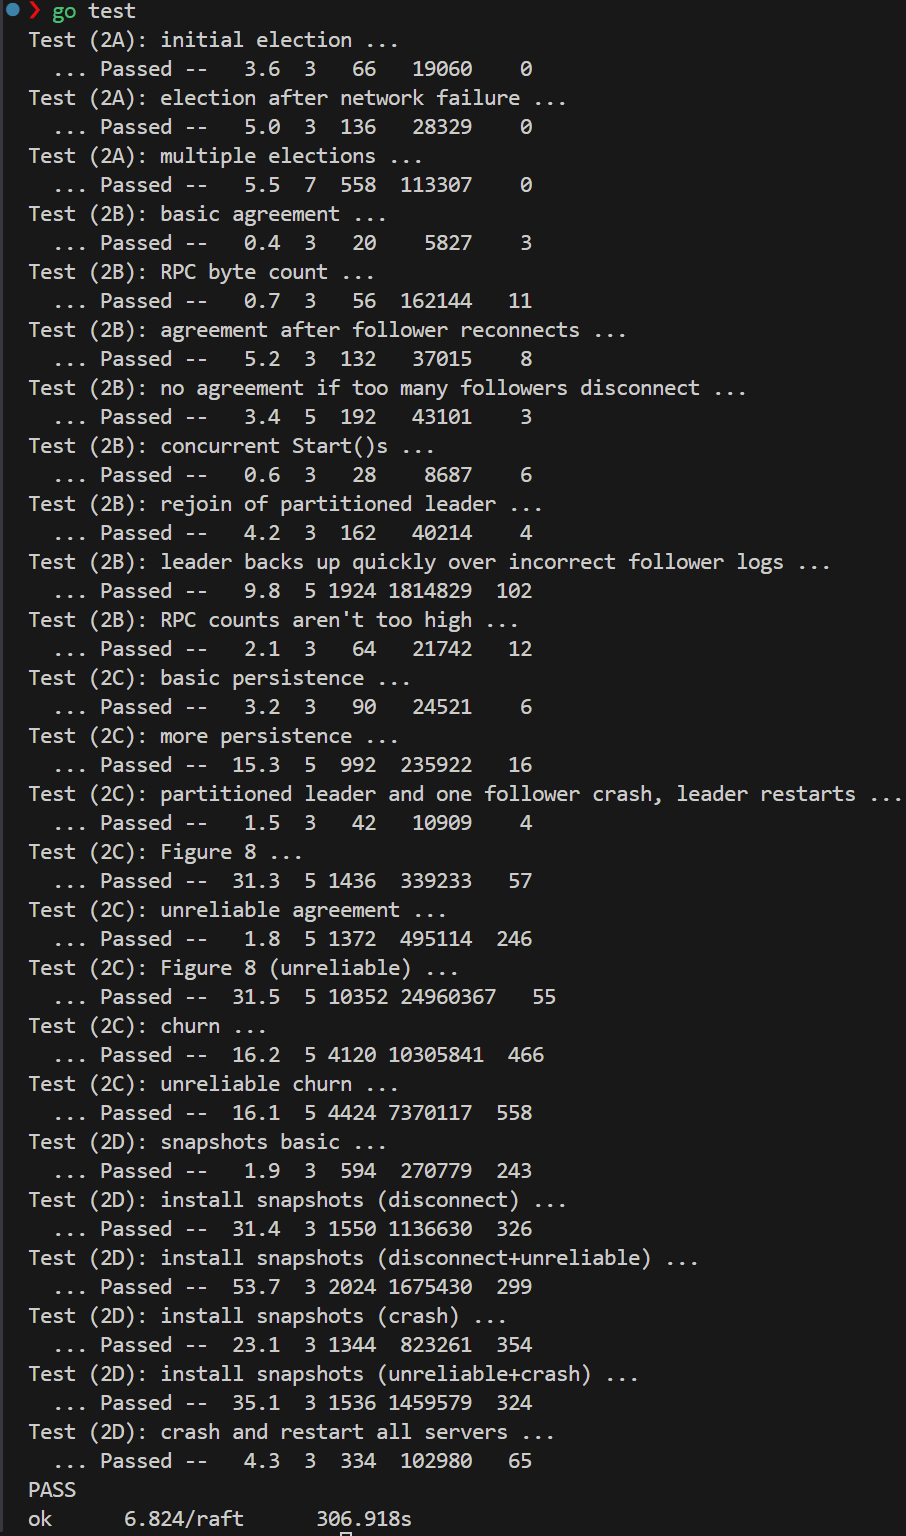 ❯ go test
Test (2A): initial election ...
  ... Passed --   3.6  3   66   19060    0
Test (2A): election after network failure ...
  ... Passed --   5.0  3  136   28329    0
Test (2A): multiple elections ...
  ... Passed --   5.5  7  558  113307    0
Test (2B): basic agreement ...
  ... Passed --   0.4  3   20    5827    3
Test (2B): RPC byte count ...
  ... Passed --   0.7  3   56  162144   11
Test (2B): agreement after follower reconnects ...
  ... Passed --   5.2  3  132   37015    8
Test (2B): no agreement if too many followers disconnect ...
  ... Passed --   3.4  5  192   43101    3
Test (2B): concurrent Start()s ...
  ... Passed --   0.6  3   28    8687    6
Test (2B): rejoin of partitioned leader ...
  ... Passed --   4.2  3  162   40214    4
Test (2B): leader backs up quickly over incorrect follower logs ...
  ... Passed --   9.8  5 1924 1814829  102
Test (2B): RPC counts aren't too high ...
  ... Passed --   2.1  3   64   21742   12
Test (2C): basic persistence ...
  ... Passed --   3.2  3   90   24521    6
Test (2C): more persistence ...
  ... Passed --  15.3  5  992  235922   16
Test (2C): partitioned leader and one follower crash, leader restarts ...
  ... Passed --   1.5  3   42   10909    4
Test (2C): Figure 8 ...
  ... Passed --  31.3  5 1436  339233   57
Test (2C): unreliable agreement ...
  ... Passed --   1.8  5 1372  495114  246
Test (2C): Figure 8 (unreliable) ...
  ... Passed --  31.5  5 10352 24960367   55
Test (2C): churn ...
  ... Passed --  16.2  5 4120 10305841  466
Test (2C): unreliable churn ...
  ... Passed --  16.1  5 4424 7370117  558
Test (2D): snapshots basic ...
  ... Passed --   1.9  3  594  270779  243
Test (2D): install snapshots (disconnect) ...
  ... Passed --  31.4  3 1550 1136630  326
Test (2D): install snapshots (disconnect+unreliable) ...
  ... Passed --  53.7  3 2024 1675430  299
Test (2D): install snapshots (crash) ...
  ... Passed --  23.1  3 1344  823261  354
Test (2D): install snapshots (unreliable+crash) ...
  ... Passed --  35.1  3 1536 1459579  324
Test (2D): crash and restart all servers ...
  ... Passed --   4.3  3  334  102980   65
PASS
ok      6.824/raft      306.918s